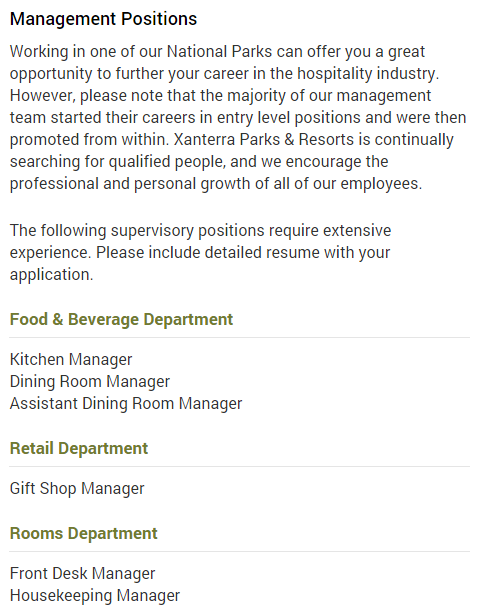 Management Positions
Working in one of our National Parks can offer you a great
opportunity to further your career in the hospitality industry.
However, please note that the majority of our management
team started their careers in entry level positions and were then
promoted from within. Xanterra Parks & Resorts is continually
searching for qualified people, and we encourage the
professional and personal growth of all of our employees.
The following supervisory positions require extensive
experience. Please include detailed resume with your
application.
Food & Beverage Department
Kitchen Manager
Dining Room Manager
Assistant Dining Room Manager
Retail Department
Gift Shop Manager
Rooms Department
Front Desk Manager
Housekeeping Manager